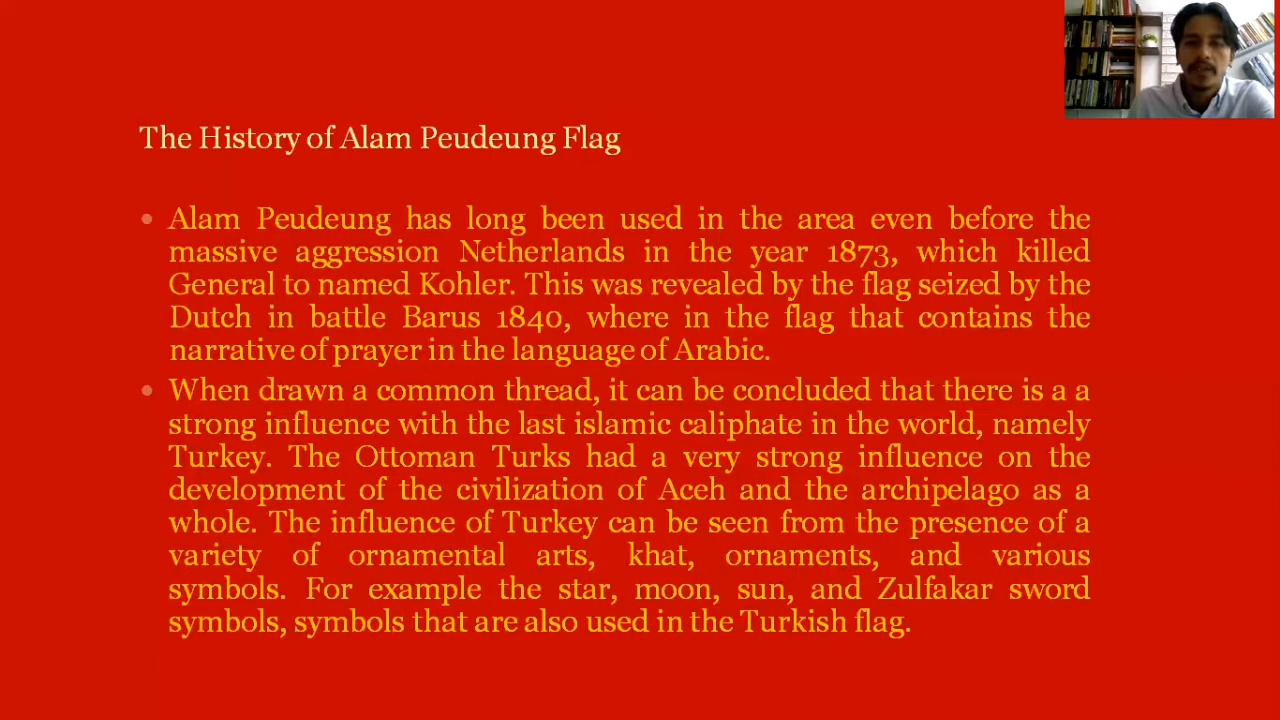 The History of Alam Peudeung Flag
• Alam Peudeung has long been used in the area even before the
massive aggression Netherlands in the year 1873, which killed
General to named Kohler. This was revealed by the flag seized by the
Dutch in battle Barus 1840, where in the flag that contains the
narrative of prayer in the language of Arabic.
• When drawn a common thread, it can be concluded that there is a a
strong influence with the last islamic caliphate in the world, namely
Turkey. The Ottoman Turks had a very strong influence on the
development of the civilization of Aceh and the archipelago as a
whole. The influence of Turkey can be seen from the presence of a
variety of ornamental arts, khat, ornaments, and various
symbols. For example the star, moon, sun, and Zulfakar sword
symbols, symbols that are also used in the Turkish flag.